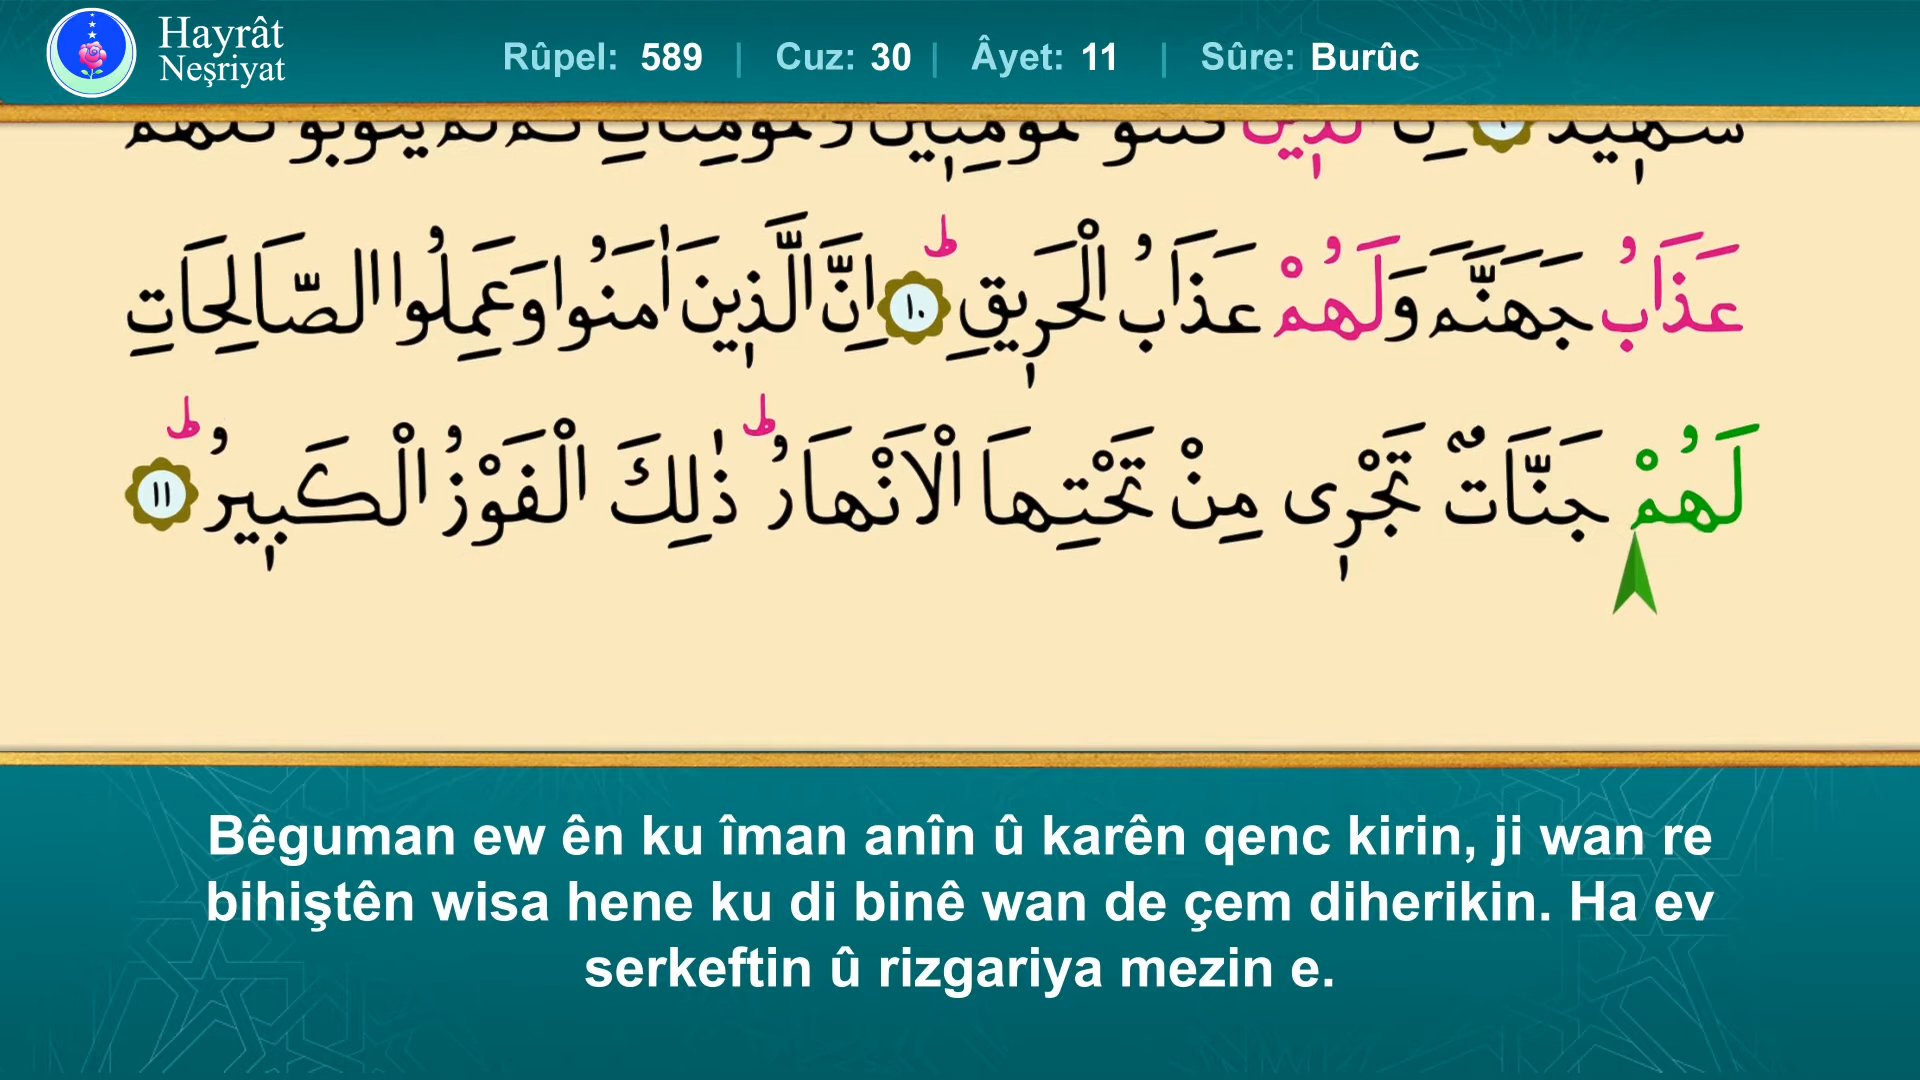 Hayrât
Neşriyat
Rûpel: 589 | Cuz: 30 | Âyet: 11 | Sûre: Burûc
عَذَابُ جَهَنَّمَ وَلَهُمْ عَذَابُ الْحَرٖيقِؕ ﴿١٠﴾ اِنَّ الَّذٖينَ اٰمَنُوا وَعَمِلُوا الصَّالِحَاتِ
لَهُمْ جَنَّاتٌ تَجْرٖى مِنْ تَحْتِهَا الْاَنْهَارُؕ ذٰلِكَ الْفَوْزُ الْكَبٖيرُؕ ﴿١١﴾
Bêguman ew ên ku îman anîn û karên qenc kirin, ji wan re
bihiştên wisa hene ku di binê wan de çem diherikin. Ha ev
serkeftin û rizgariya mezin e.